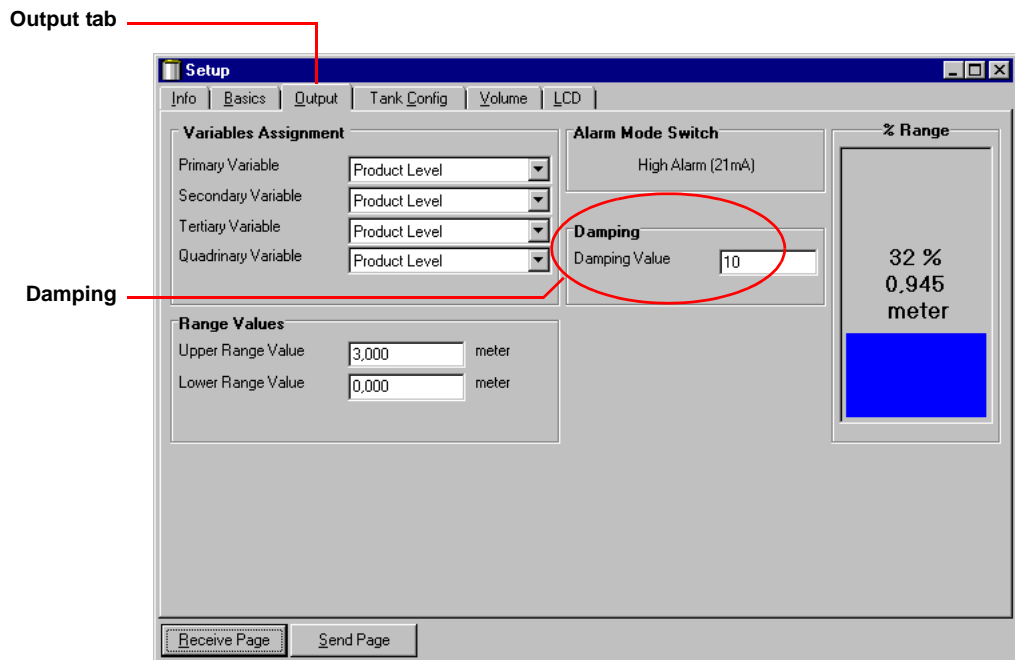 Output tab
Setup
Info
Basics
Output
Tank Config
Volume
LCD
Variables Assignment
Primary Variable
Product Level
Secondary Variable
Product Level
Tertiary Variable
Product Level
Quadrinary Variable
Product Level
Alarm Mode Switch
High Alarm (21mA)
Damping
Damping Value
10
% Range
32 %
0,945
meter
Damping
Range Values
Upper Range Value
3,000
meter
Lower Range Value
0,000
meter
Receive Page
Send Page